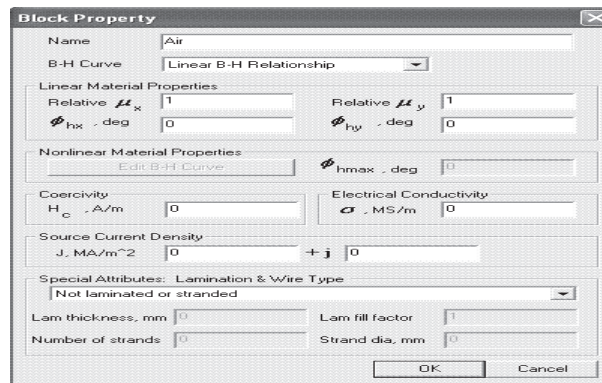 Block Property
Name Air
B-H Curve Linear B-H Relationship
Linear Material Properties
Relative μx 1 Relative μy 1
ϕhx , deg 0 ϕhy , deg 0
Nonlinear Material Properties
Edit B-H Curve ϕhmax , deg 0
Coercivity Electrical Conductivity
Hc , A/m 0 σ , MS/m 0
Source Current Density
J, MA/m^2 0 + j 0
Special Attributes: Lamination & Wire Type
Not laminated or stranded
Lam thickness, mm 0 Lam fill factor 1
Number of strands 0 Strand dia, mm 0
OK Cancel